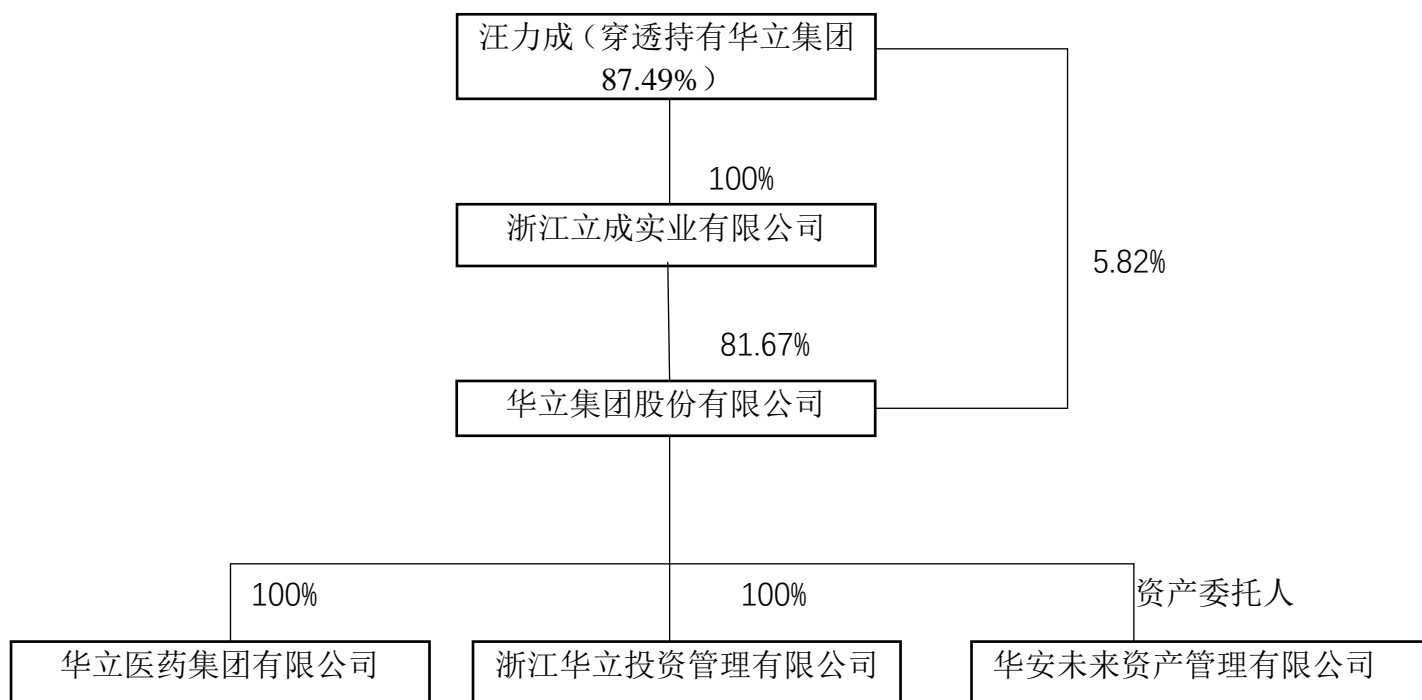 汪力成（穿透持有华立集团
87.49%）
100%
浙江立成实业有限公司
5.82%
81.67%
华立集团股份有限公司
100%
100%
资产委托人
华立医药集团有限公司
浙江华立投资管理有限公司
华安未来资产管理有限公司